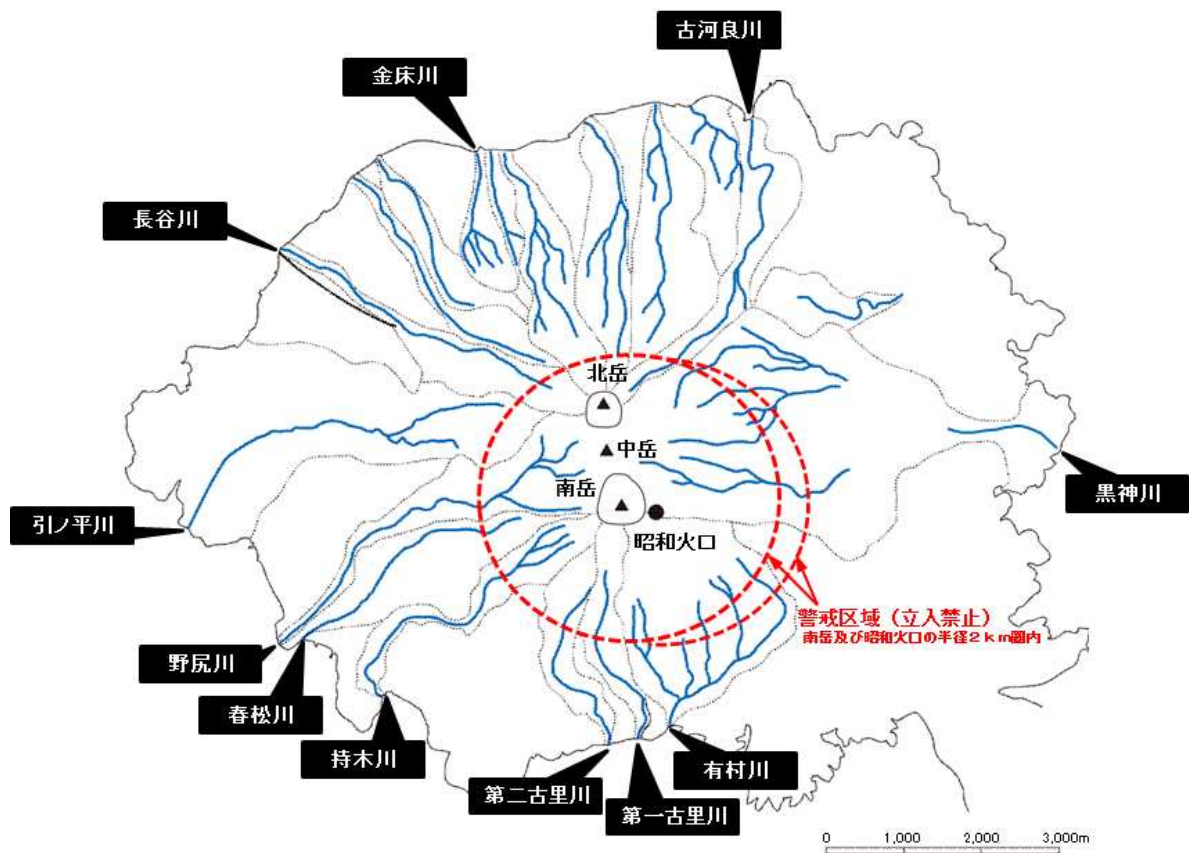 古河良川
金床川
長谷川
北岳
中岳
南岳
昭和火口
黒神川
引ノ平川
警戒区域（立入禁止）
南岳及び昭和火口の半径２ｋｍ圏内
野尻川
春松川
持木川
有村川
第二古里川
第一古里川
0 1,000 2,000 3,000m